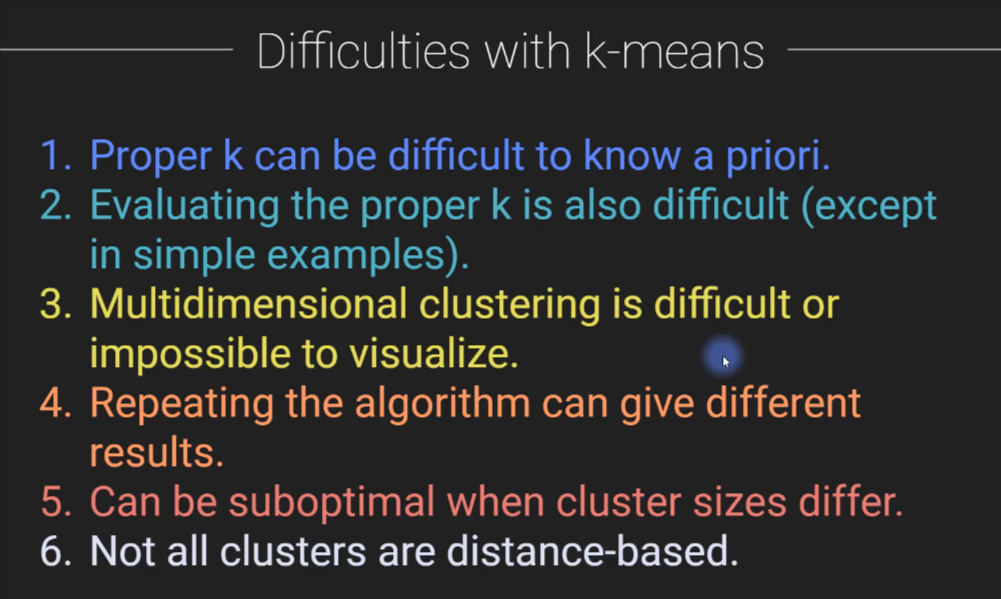 Difficulties with k-means
1. Proper k can be difficult to know a priori.
2. Evaluating the proper k is also difficult (except
in simple examples).
3. Multidimensional clustering is difficult or
impossible to visualize.
4. Repeating the algorithm can give different
results.
5. Can be suboptimal when cluster sizes differ.
6. Not all clusters are distance-based.